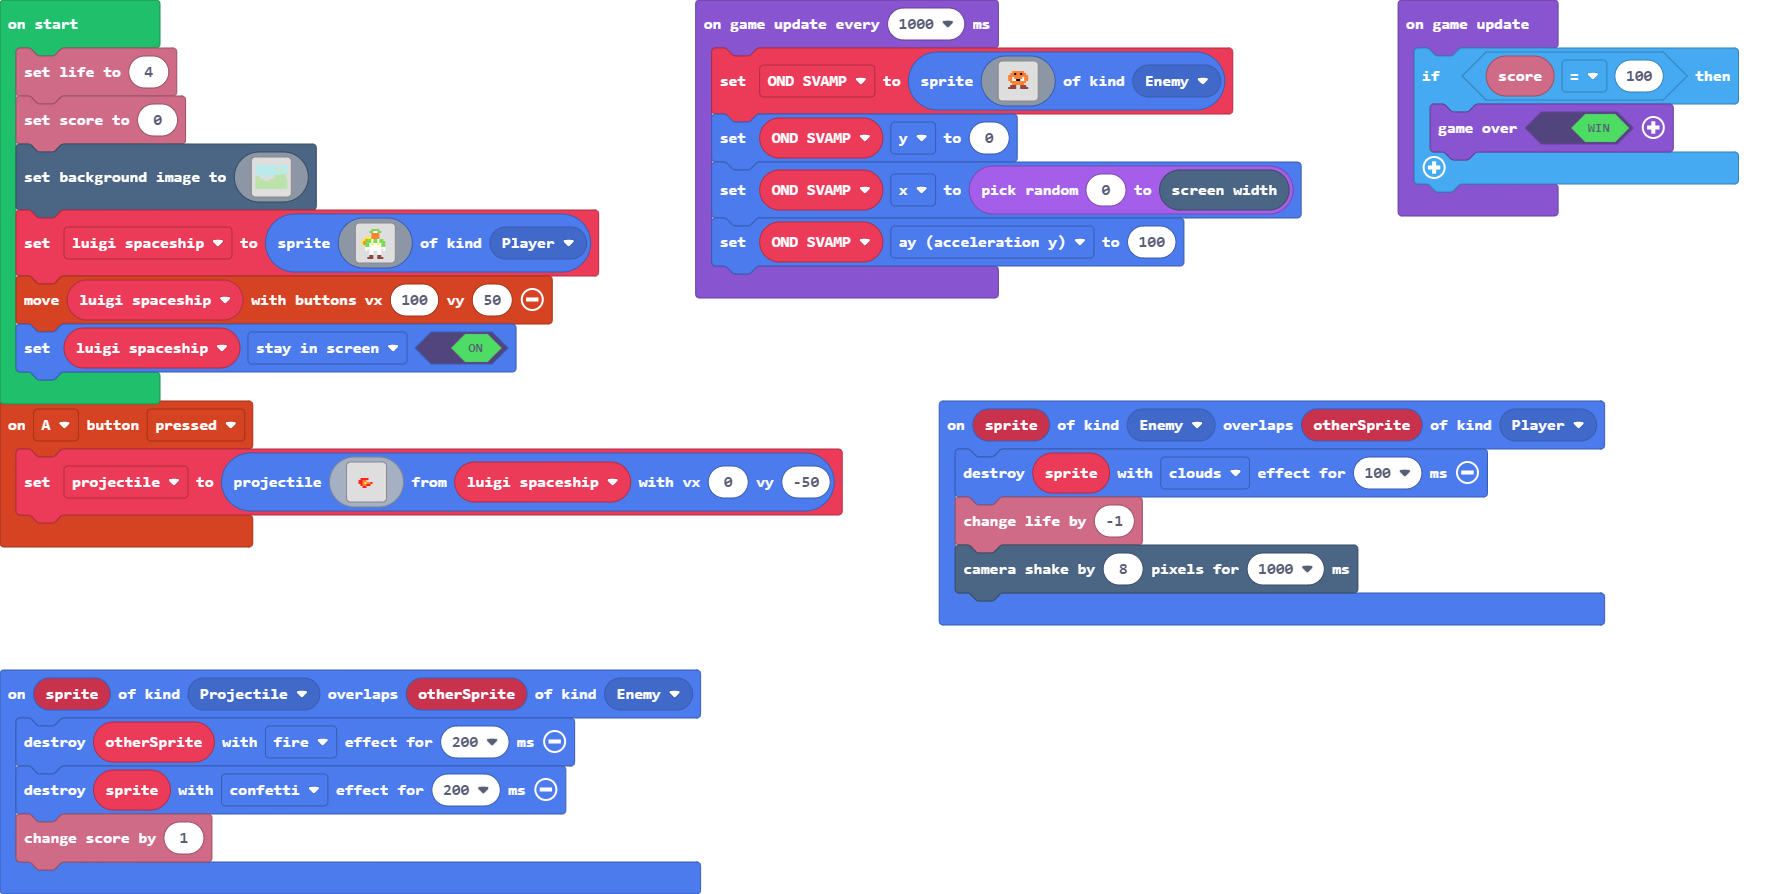 on start
set life to 4
set score to 0
set background image to
set luigi spaceship to sprite of kind Player
move luigi spaceship with buttons vx 100 vy 50
set luigi spaceship stay in screen ON
on A button pressed
set projectile to projectile from luigi spaceship with vx 0 vy -50
on game update every 1000 ms
set OND SVAMP to sprite of kind Enemy
set OND SVAMP y to 0
set OND SVAMP x to pick random 0 to screen width
set OND SVAMP ay (acceleration y) to 100
on game update
if score = 100 then
game over WIN
on sprite of kind Enemy overlaps otherSprite of kind Player
destroy sprite with clouds effect for 100 ms
change life by -1
camera shake by 8 pixels for 1000 ms
on sprite of kind Projectile overlaps otherSprite of kind Enemy
destroy otherSprite with fire effect for 200 ms
destroy sprite with confetti effect for 200 ms
change score by 1